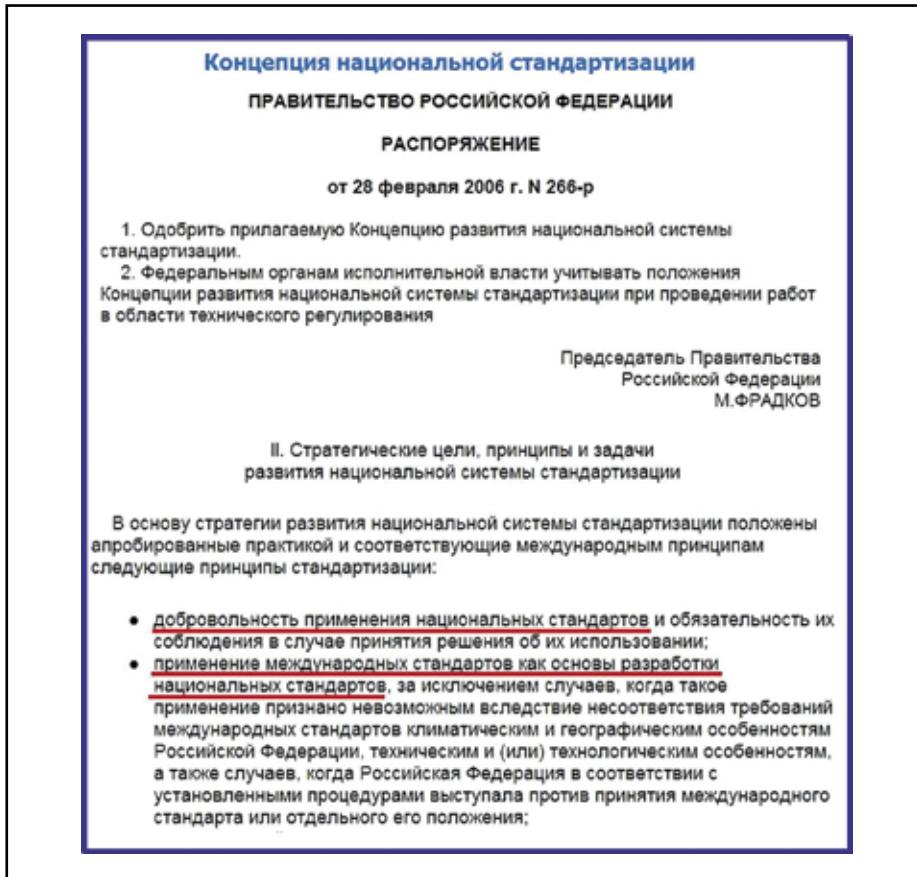 Концепция национальной стандартизации
ПРАВИТЕЛЬСТВО РОССИЙСКОЙ ФЕДЕРАЦИИ
РАСПОРЯЖЕНИЕ
от 28 февраля 2006 г. N 266-р
1. Одобрить прилагаемую Концепцию развития национальной системы
стандартизации.
2. Федеральным органам исполнительной власти учитывать положения
Концепции развития национальной системы стандартизации при проведении работ
в области технического регулирования
Председатель Правительства
Российской Федерации
М.ФРАДКОВ
II. Стратегические цели, принципы и задачи
развития национальной системы стандартизации
В основу стратегии развития национальной системы стандартизации положены
апробированные практикой и соответствующие международным принципам
следующие принципы стандартизации:
● добровольность применения национальных стандартов и обязательность их
соблюдения в случае принятия решения об их использовании;
● применение международных стандартов как основы разработки
национальных стандартов, за исключением случаев, когда такое
применение признано невозможным вследствие несоответствия требований
международных стандартов климатическим и географическим особенностям
Российской Федерации, техническим и (или) технологическим особенностям,
а также случаев, когда Российская Федерация в соответствии с
установленными процедурами выступала против принятия международного
стандарта или отдельного его положения;